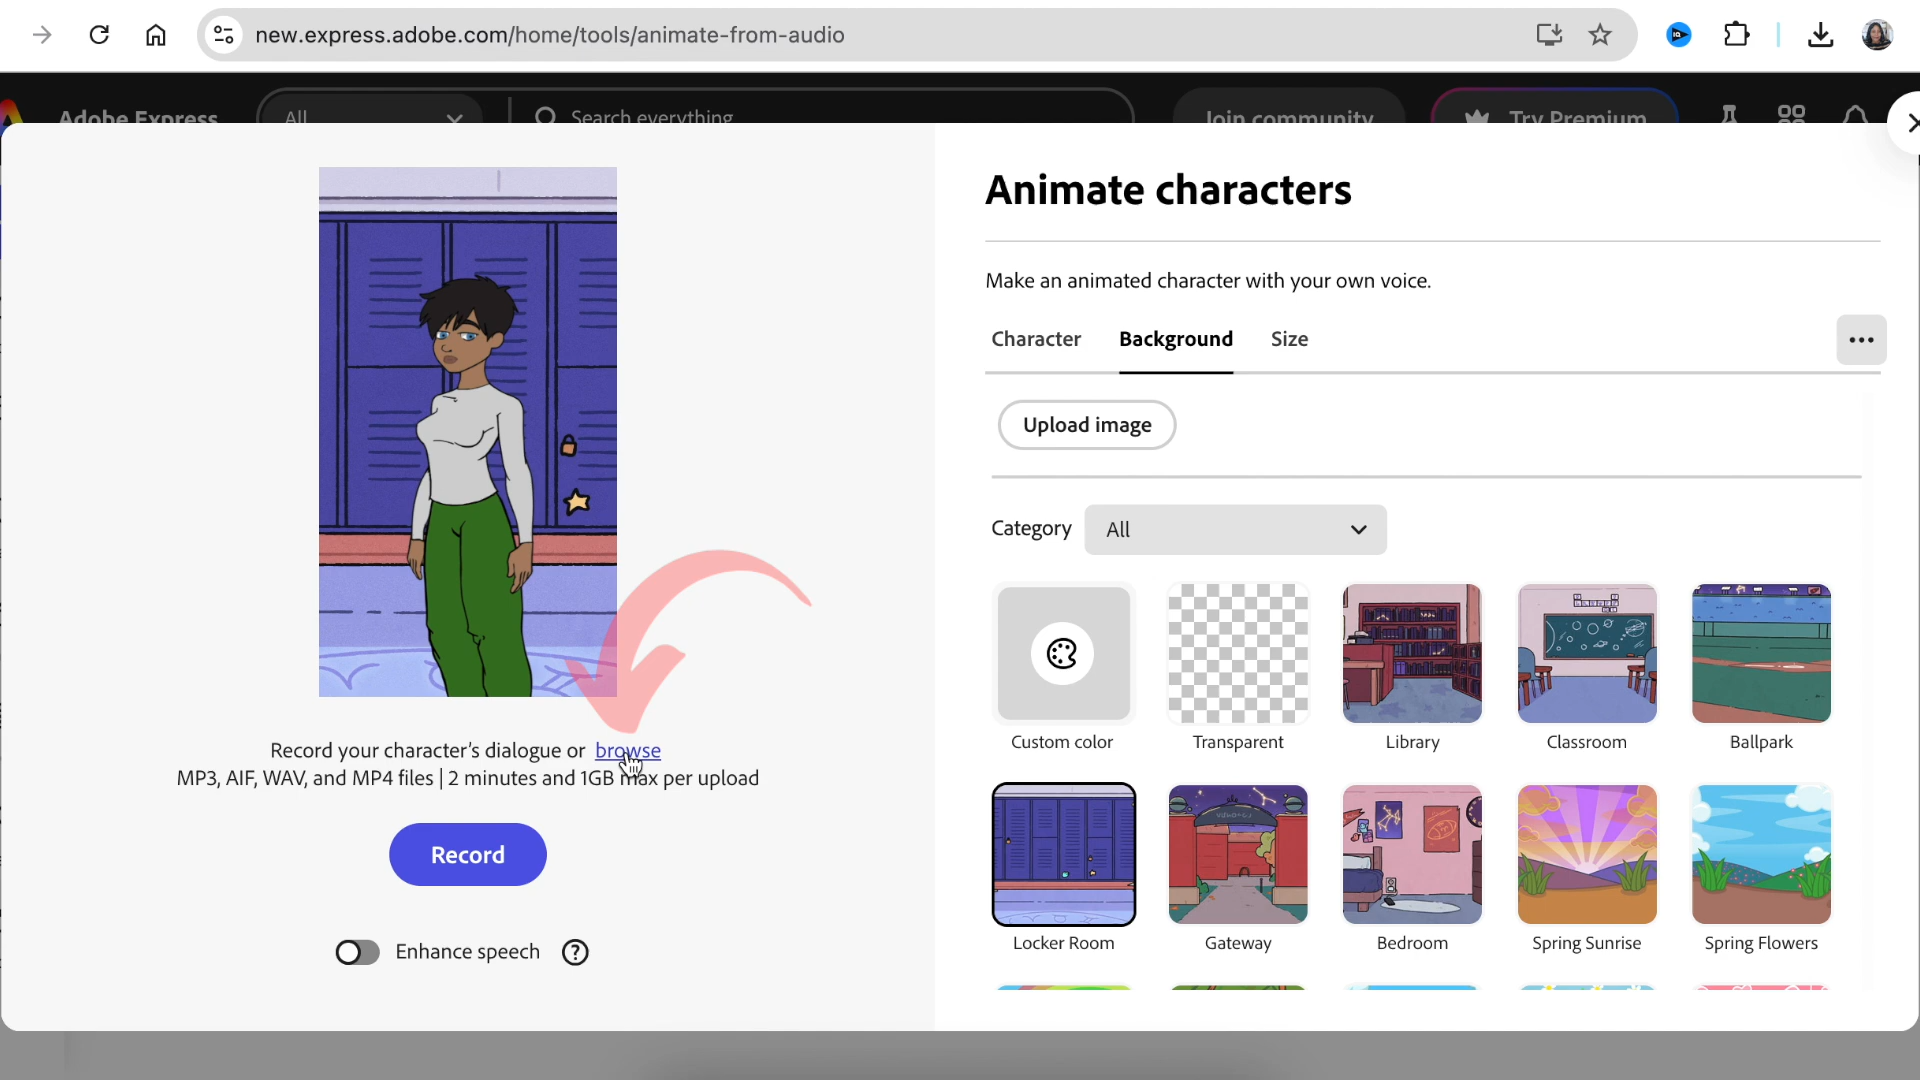 new.express.adobe.com/home/tools/animate-from-audio
Adobe Express
All
Search everything
Join community
Try Premium
Animate characters
Make an animated character with your own voice.
Character
Background
Size
Upload image
Category
All
Custom color
Transparent
Library
Classroom
Ballpark
Locker Room
Gateway
Bedroom
Spring Sunrise
Spring Flowers
Record your character's dialogue or browse
MP3, AIF, WAV, and MP4 files | 2 minutes and 1GB max per upload
Record
Enhance speech